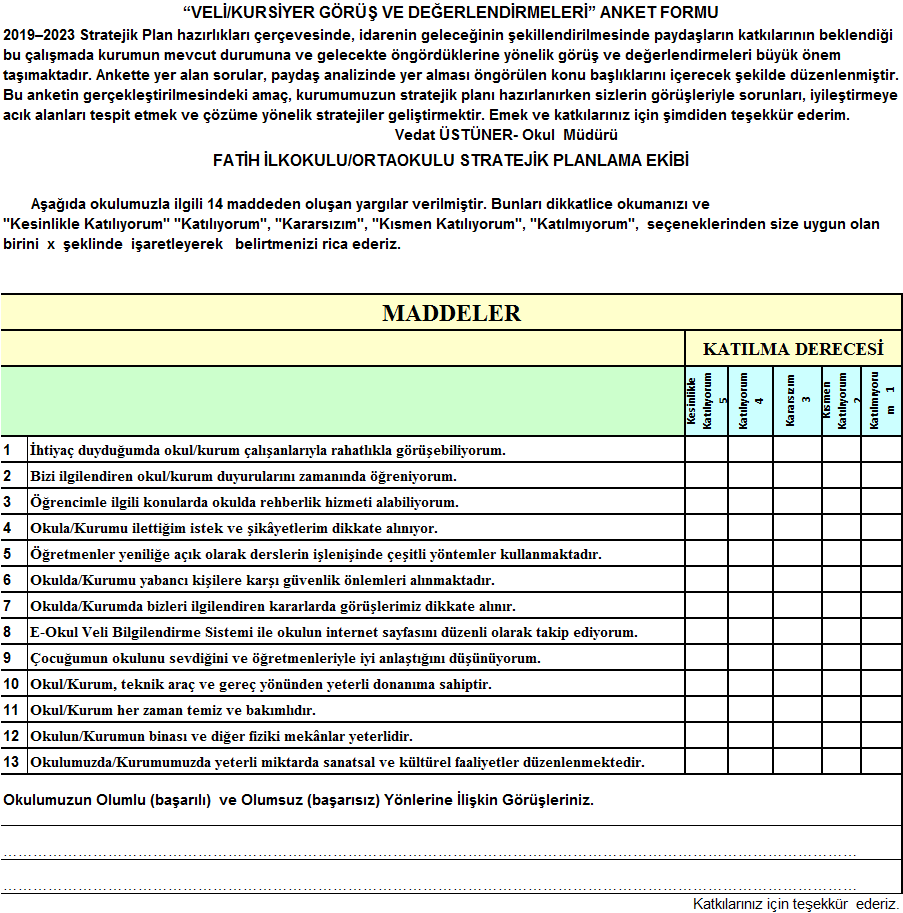 “VELİ/KURSİYER GÖRÜŞ VE DEĞERLENDİRMELERİ” ANKET FORMU
2019–2023 Stratejik Plan hazırlıkları çerçevesinde, idarenin geleceğinin şekillendirilmesinde paydaşların katkılarının beklendiği
bu çalışmada kurumun mevcut durumuna ve gelecekte öngördüklerine yönelik görüş ve değerlendirmeleri büyük önem
taşımaktadır. Ankette yer alan sorular, paydaş analizinde yer alması öngörülen konu başlıklarını içerecek şekilde düzenlenmiştir.
Bu anketin gerçekleştirilmesindeki amaç, kurumumuzun stratejik planı hazırlanırken sizlerin görüşleriyle sorunları, iyileştirmeye
acık alanları tespit etmek ve çözüme yönelik stratejiler geliştirmektir. Emek ve katkılarınız için şimdiden teşekkür ederim.
Vedat ÜSTÜNER- Okul Müdürü
FATİH İLKOKULU/ORTAOKULU STRATEJİK PLANLAMA EKİBİ
Aşağıda okulumuzla ilgili 14 maddeden oluşan yargılar verilmiştir. Bunları dikkatlice okumanızı ve
"Kesinlikle Katılıyorum" "Katılıyorum", "Kararsızım", "Kısmen Katılıyorum", "Katılmıyorum", seçeneklerinden size uygun olan
birini x şeklinde işaretleyerek belirtmenizi rica ederiz.
MADDELER
KATILMA DERECESİ
Kesinlikle
Katılıyorum
5
Katılıyorum
4
Kararsızım
3
Kısmen
Katılıyorum
2
Katılmıyoru
m 1
1 İhtiyaç duyduğumda okul/kurum çalışanlarıyla rahatlıkla görüşebiliyorum.
2 Bizi ilgilendiren okul/kurum duyurularını zamanında öğreniyorum.
3 Öğrencimle ilgili konularda okulda rehberlik hizmeti alabiliyorum.
4 Okula/Kurumu ilettiğim istek ve şikâyetlerim dikkate alınıyor.
5 Öğretmenler yeniliğe açık olarak derslerin işlenişinde çeşitli yöntemler kullanmaktadır.
6 Okulda/Kurumu yabancı kişilere karşı güvenlik önlemleri alınmaktadır.
7 Okulda/Kurumda bizleri ilgilendiren kararlarda görüşlerimiz dikkate alınır.
8 E-Okul Veli Bilgilendirme Sistemi ile okulun internet sayfasını düzenli olarak takip ediyorum.
9 Çocuğumun okulunu sevdiğini ve öğretmenleriyle iyi anlaştığını düşünüyorum.
10 Okul/Kurum, teknik araç ve gereç yönünden yeterli donanıma sahiptir.
11 Okul/Kurum her zaman temiz ve bakımlıdır.
12 Okulun/Kurumun binası ve diğer fiziki mekânlar yeterlidir.
13 Okulumuzda/Kurumumuzda yeterli miktarda sanatsal ve kültürel faaliyetler düzenlenmektedir.
Okulumuzun Olumlu (başarılı) ve Olumsuz (başarısız) Yönlerine İlişkin Görüşleriniz.
Katkılarınız için teşekkür ederiz.